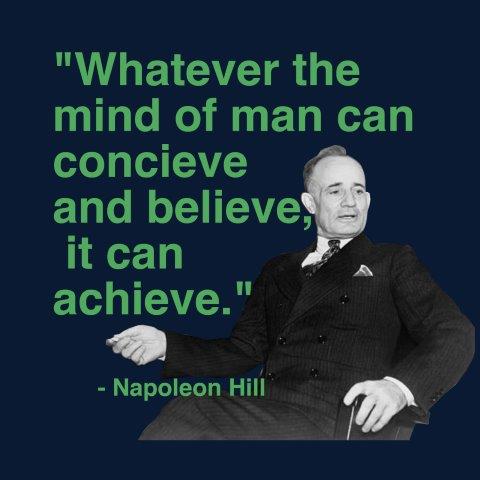 "Whatever the
mind of man can
concieve
and believe,
it can
achieve."
- Napoleon Hill